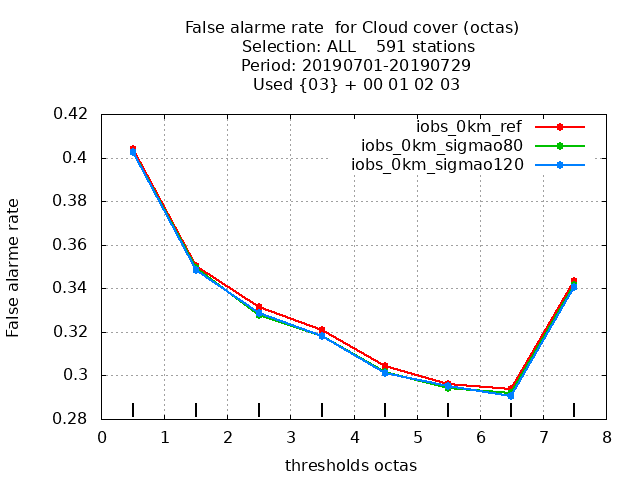 False alarme rate  for Cloud cover (octas)
Selection: ALL    591 stations
Period: 20190701-20190729
Used {03} + 00 01 02 03
iobs_0km_ref
iobs_0km_sigmao80
iobs_0km_sigmao120
False alarme rate
0.42
0.4
0.38
0.36
0.34
0.32
0.3
0.28
0 1 2 3 4 5 6 7 8
thresholds octas